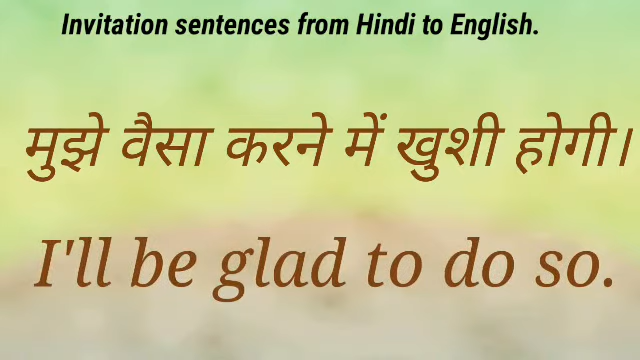 Invitation sentences from Hindi to English.
मुझे वैसा करने में खुशी होगी।
I'll be glad to do so.